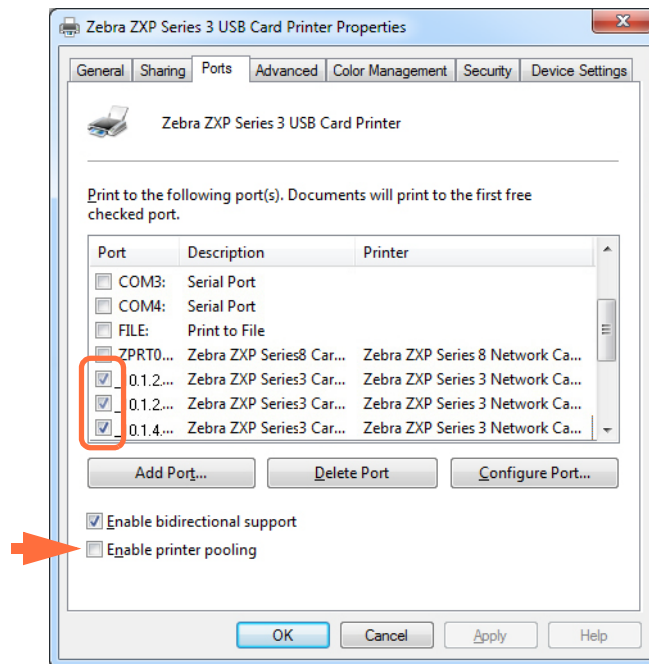 Zebra ZXP Series 3 USB Card Printer Properties
General Sharing Ports Advanced Color Management Security Device Settings
Zebra ZXP Series 3 USB Card Printer
Print to the following port(s). Documents will print to the first free
checked port.
Port Description Printer
COM3: Serial Port
COM4: Serial Port
FILE: Print to File
ZPRT0... Zebra ZXP Series8 Car... Zebra ZXP Series 8 Network Ca...
_ 0.1.2.... Zebra ZXP Series3 Car... Zebra ZXP Series 3 Network Ca...
_ 0.1.2.... Zebra ZXP Series3 Car... Zebra ZXP Series 3 Network Ca...
_ 0.1.4.... Zebra ZXP Series3 Car... Zebra ZXP Series 3 Network Ca...
Add Port... Delete Port Configure Port...
Enable bidirectional support
Enable printer pooling
OK Cancel Apply Help